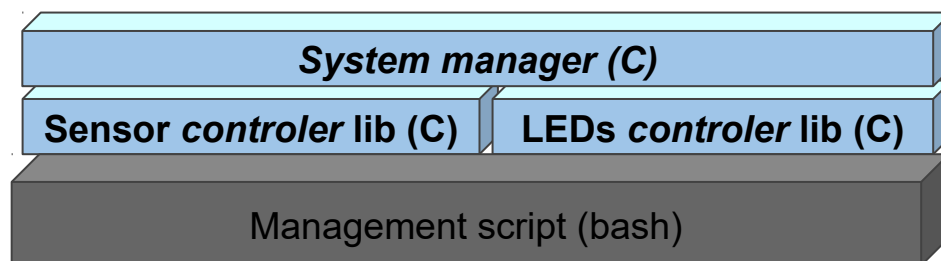 System manager (C)
Sensor controler lib (C)
LEDs controler lib (C)
Management script (bash)